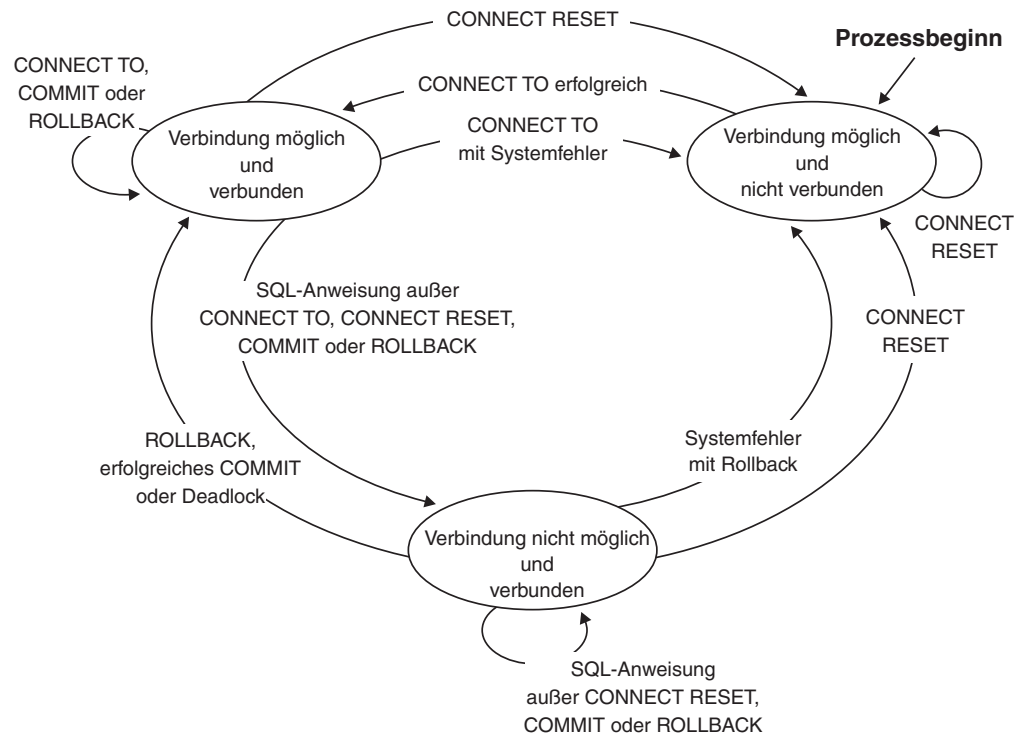 CONNECT RESET
Prozessbeginn
CONNECT TO,
COMMIT oder
ROLLBACK
CONNECT TO erfolgreich
CONNECT TO
mit Systemfehler
Verbindung möglich
und
verbunden
Verbindung möglich
und
nicht verbunden
CONNECT
RESET
SQL-Anweisung außer
CONNECT TO, CONNECT RESET,
COMMIT oder ROLLBACK
CONNECT
RESET
ROLLBACK,
erfolgreiches COMMIT
oder Deadlock
Systemfehler
mit Rollback
Verbindung nicht möglich
und
verbunden
SQL-Anweisung
außer CONNECT RESET,
COMMIT oder ROLLBACK